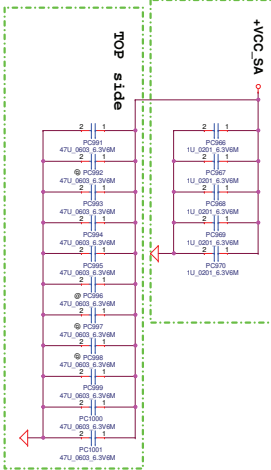 +VCC_SA
2 1
PC966
1U_0201_6.3V6M
2 1
PC967
1U_0201_6.3V6M
2 1
PC968
1U_0201_6.3V6M
2 1
PC969
1U_0201_6.3V6M
2 1
PC970
1U_0201_6.3V6M
TOP side
2 1
PC991
47U_0603_6.3V6M
2 1
@ PC992
47U_0603_6.3V6M
2 1
PC993
47U_0603_6.3V6M
2 1
PC994
47U_0603_6.3V6M
2 1
PC995
47U_0603_6.3V6M
2 1
@ PC996
47U_0603_6.3V6M
2 1
@ PC997
47U_0603_6.3V6M
2 1
@ PC998
47U_0603_6.3V6M
2 1
PC999
47U_0603_6.3V6M
2 1
PC1000
47U_0603_6.3V6M
2 1
PC1001
47U_0603_6.3V6M